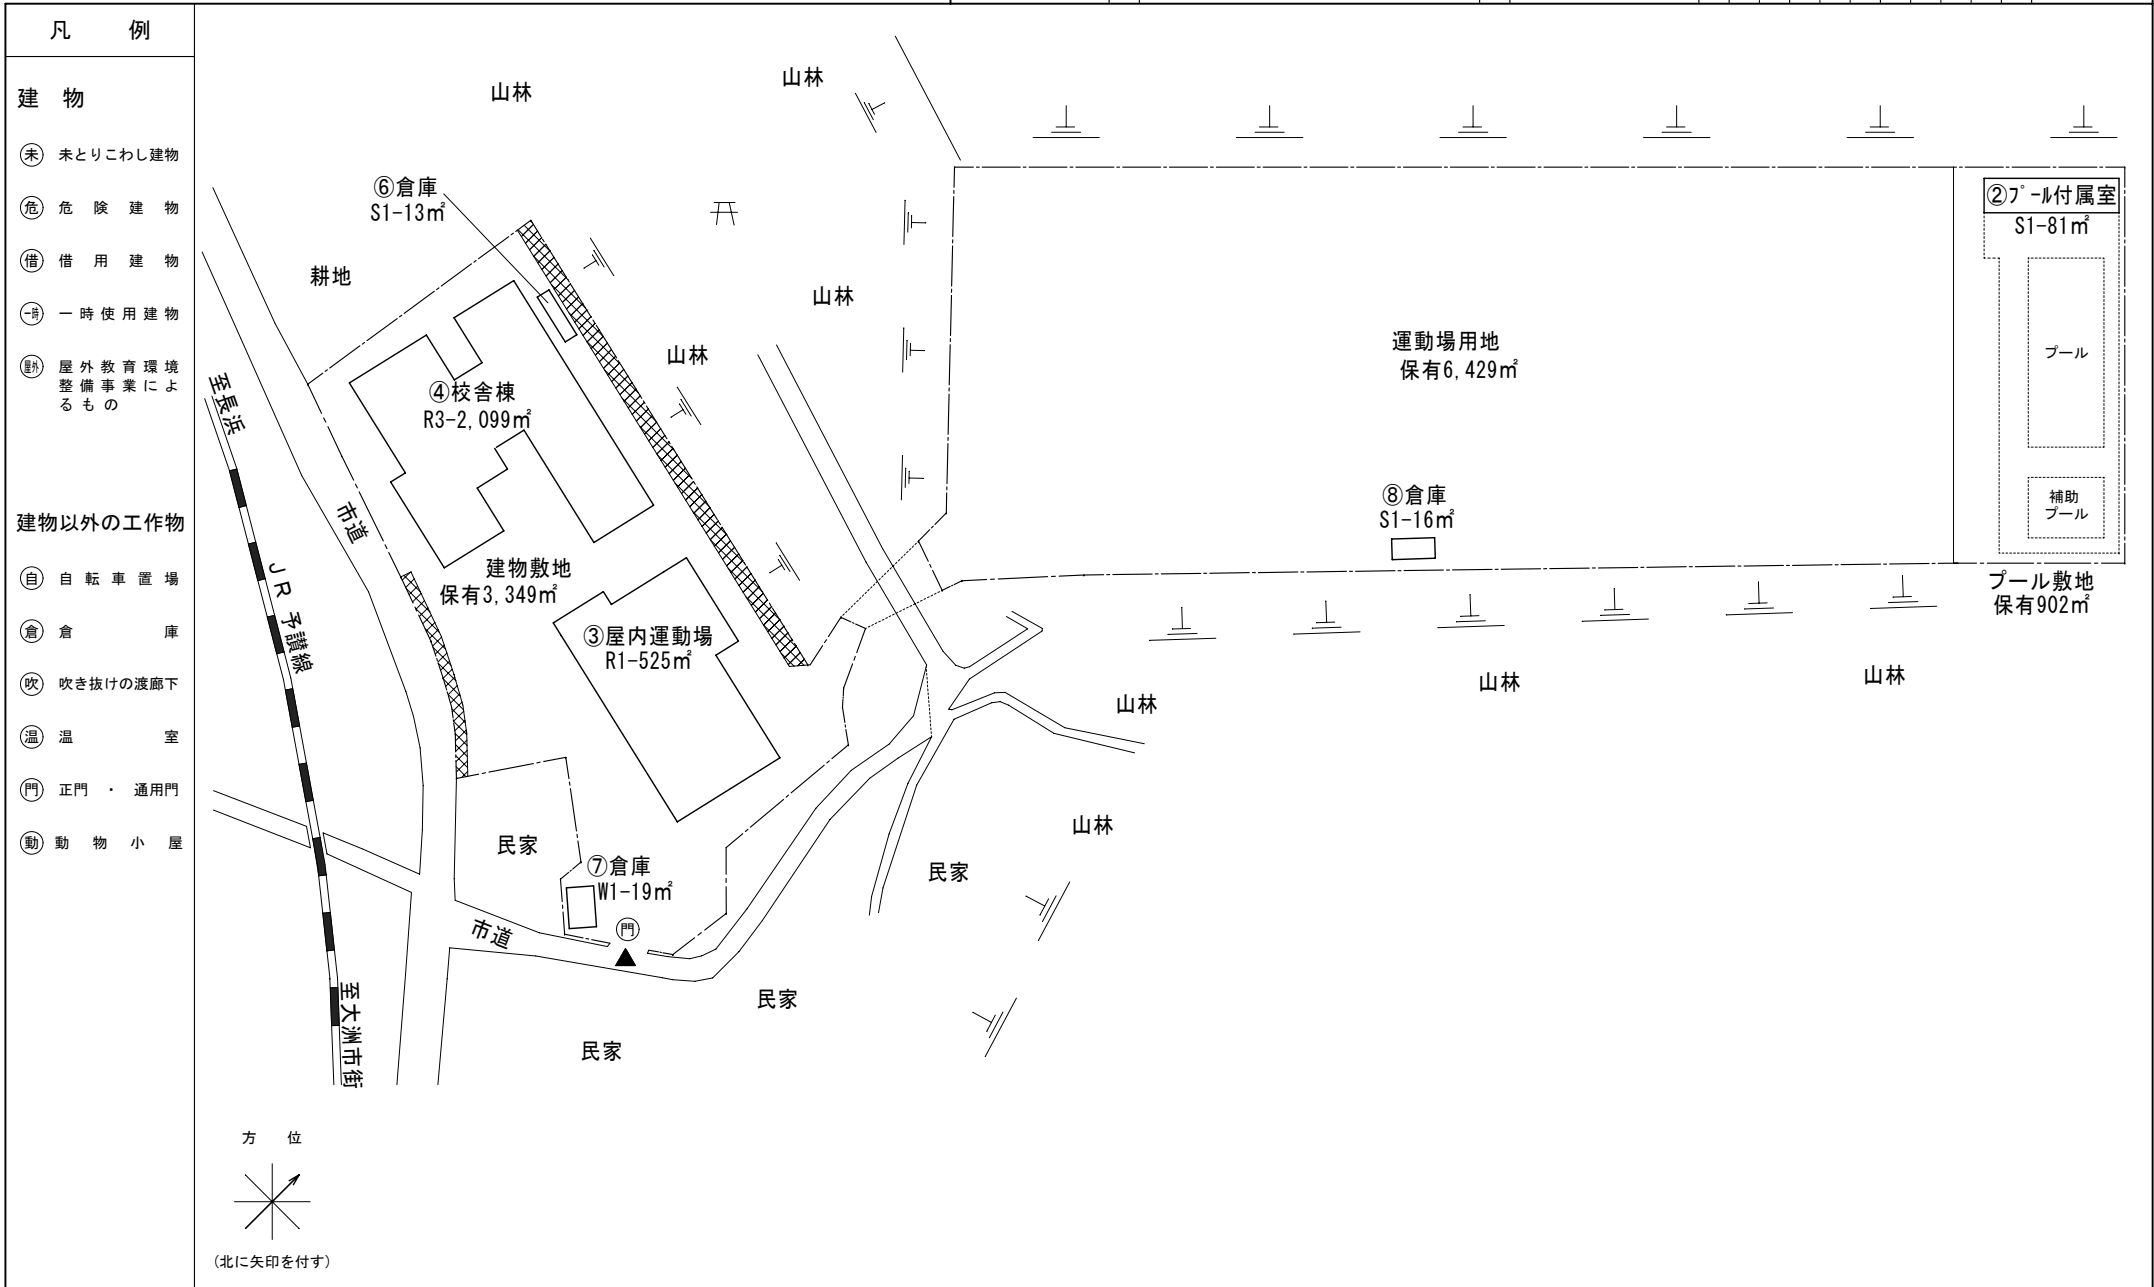 凡 例
建 物
未 未とりこわし建物
危 危険建物
借 借用建物
一時 一時使用建物
屋外 屋外教育環境
整備事業によ
るもの
建物以外の工作物
自 自転車置場
倉 倉庫
吹 吹き抜けの渡廊下
温 温室
門 正門・通用門
動 動物小屋
山林
山林
⑥倉庫
S1-13㎡
耕地
山林
山林
④校舎棟
R3-2,099㎡
至長浜
市道
JR予讃線
建物敷地
保有3,349㎡
③屋内運動場
R1-525㎡
運動場用地
保有6,429㎡
②プール付属室
S1-81㎡
プール
補助
プール
⑧倉庫
S1-16㎡
プール敷地
保有902㎡
山林
山林
山林
山林
民家
⑦倉庫
W1-19㎡
門
市道
民家
民家
民家
至大洲市街
方 位
(北に矢印を付す)